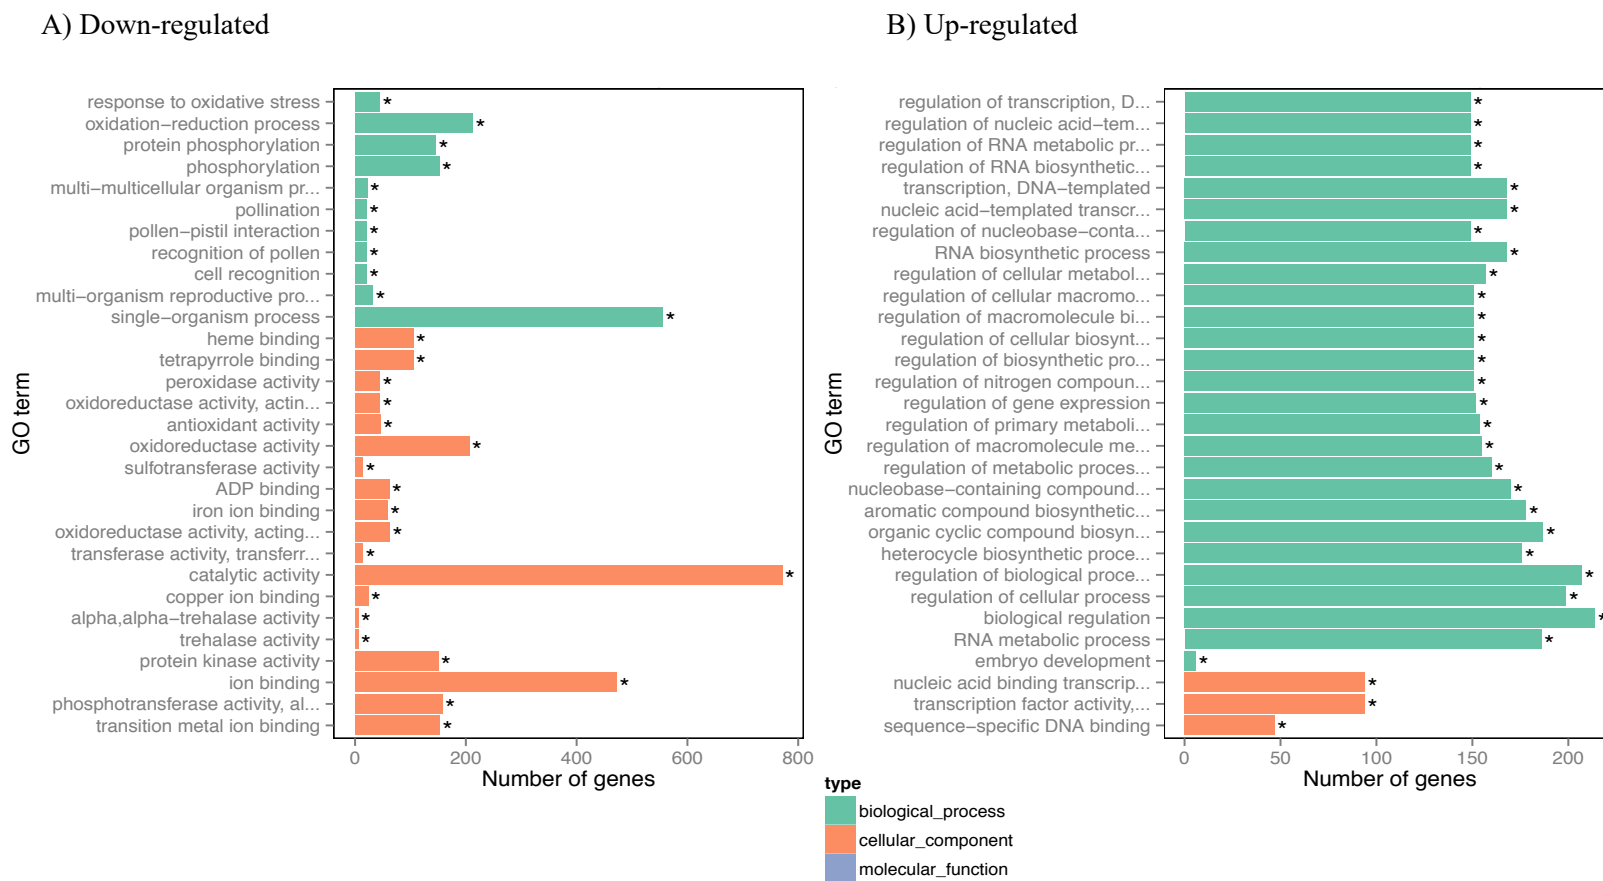 A) Down-regulated
GO term
response to oxidative stress
*
oxidation-reduction process
*
protein phosphorylation
*
phosphorylation
*
multi-multicellular organism pr...
*
pollination
*
pollen-pistil interaction
*
recognition of pollen
*
cell recognition
*
multi-organism reproductive pro...
*
single-organism process
*
heme binding
*
tetrapyrrole binding
*
peroxidase activity
*
oxidoreductase activity, actin...
*
antioxidant activity
*
oxidoreductase activity
*
sulfotransferase activity
*
ADP binding
*
iron ion binding
*
oxidoreductase activity, acting...
*
transferase activity, transferr...
*
catalytic activity
*
copper ion binding
*
alpha,alpha-trehalase activity
*
trehalase activity
*
protein kinase activity
*
ion binding
*
phosphotransferase activity, al...
*
transition metal ion binding
*
0 200 400 600 800
Number of genes
B) Up-regulated
GO term
regulation of transcription, D...
*
regulation of nucleic acid-tem...
*
regulation of RNA metabolic pr...
*
regulation of RNA biosynthetic...
*
transcription, DNA-templated
*
nucleic acid-templated transcr...
*
regulation of nucleobase-conta...
*
RNA biosynthetic process
*
regulation of cellular metabol...
*
regulation of cellular macromo...
*
regulation of macromolecule bi...
*
regulation of cellular biosynt...
*
regulation of biosynthetic pro...
*
regulation of nitrogen compoun...
*
regulation of gene expression
*
regulation of primary metaboli...
*
regulation of macromolecule me...
*
regulation of metabolic proces...
*
nucleobase-containing compound...
*
aromatic compound biosynthetic...
*
organic cyclic compound biosyn...
*
heterocycle biosynthetic proce...
*
regulation of biological proce...
*
regulation of cellular process
*
biological regulation
*
RNA metabolic process
*
embryo development
*
nucleic acid binding transcrip...
*
transcription factor activity,...
*
sequence-specific DNA binding
*
0 50 100 150 200
Number of genes
type
biological_process
cellular_component
molecular_function